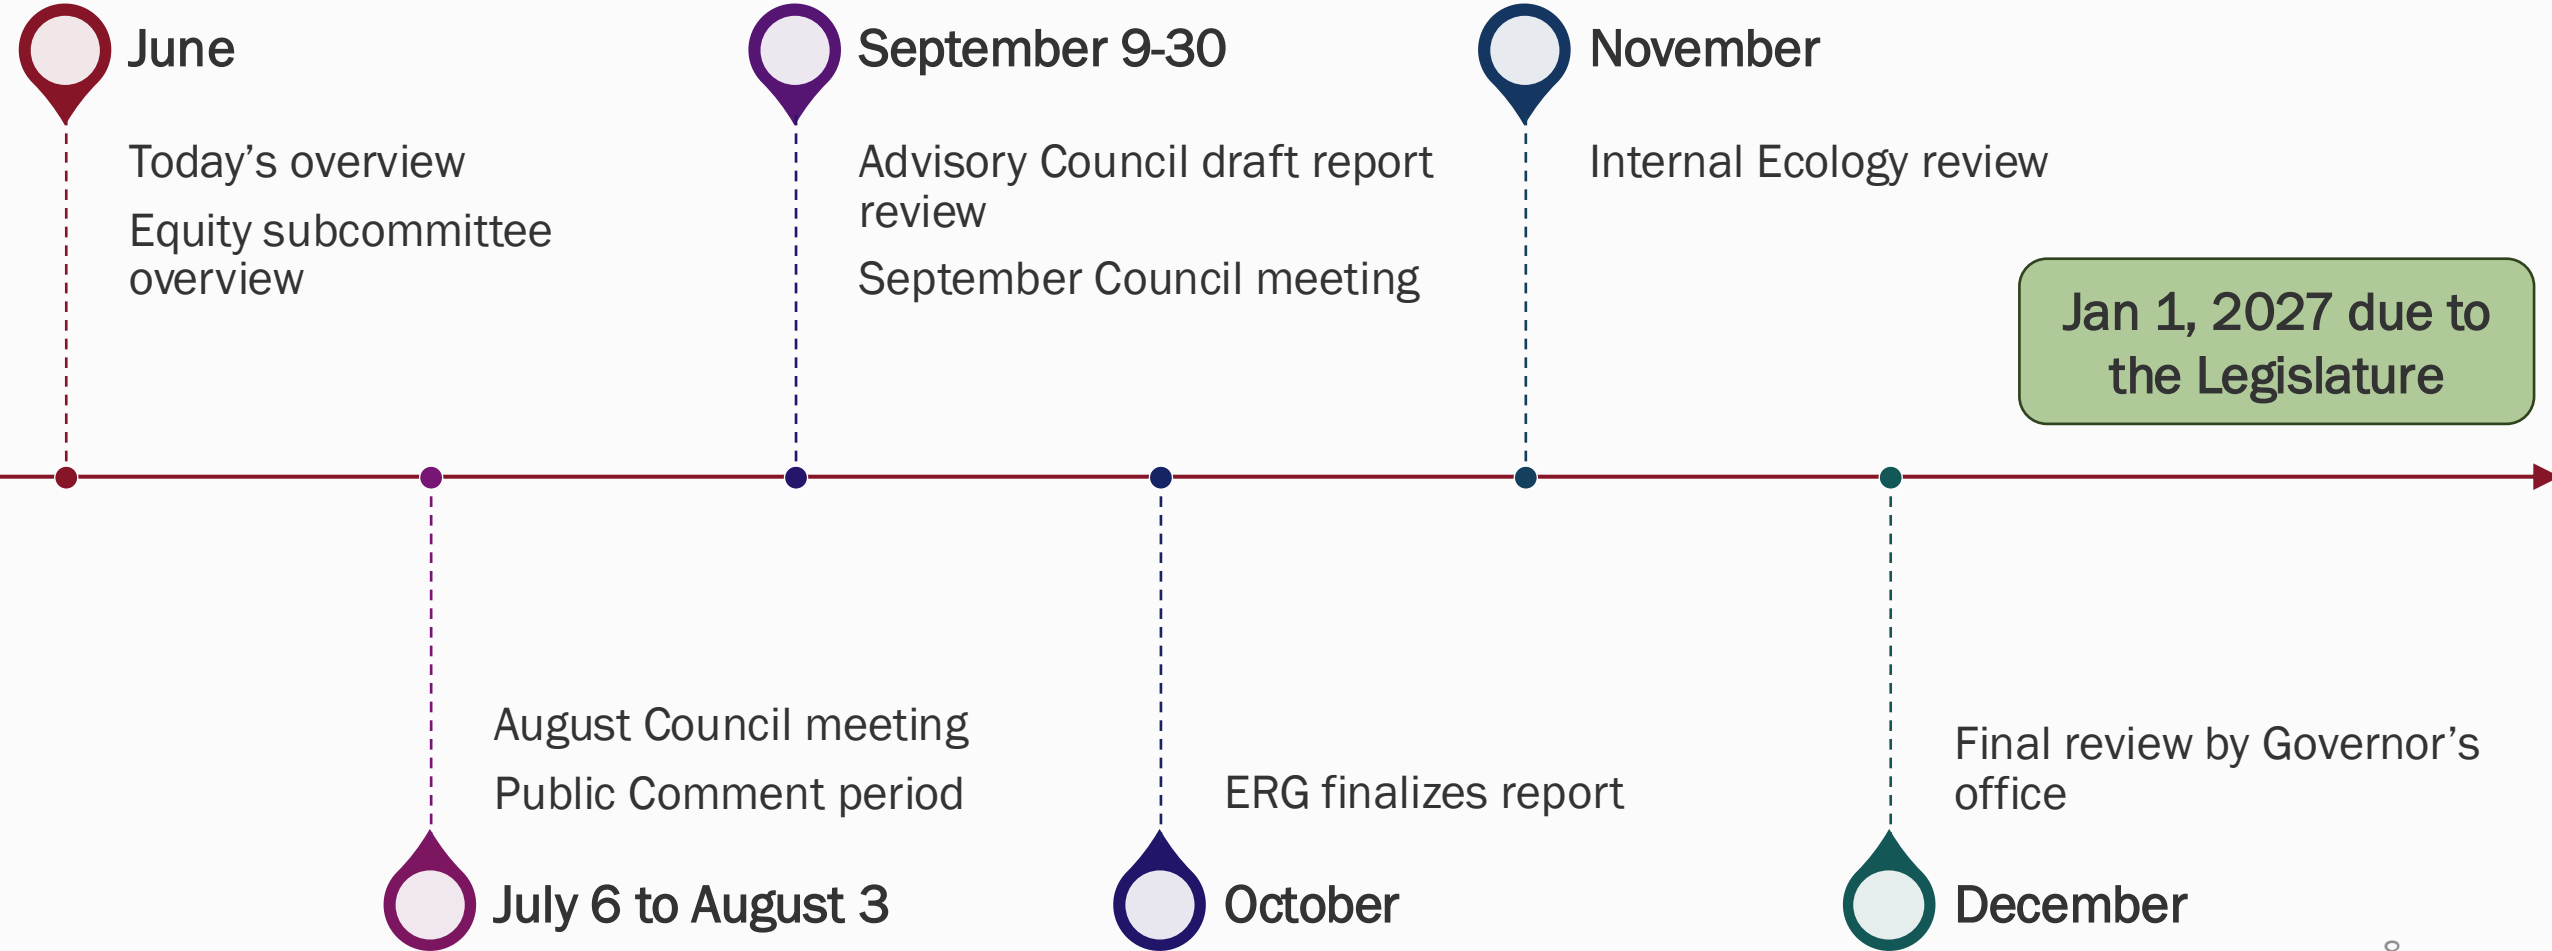 June
Today’s overview
Equity subcommittee
overview
September 9-30
Advisory Council draft report
review
September Council meeting
November
Internal Ecology review
Jan 1, 2027 due to
the Legislature
August Council meeting
Public Comment period
July 6 to August 3
ERG finalizes report
October
Final review by Governor’s
office
December